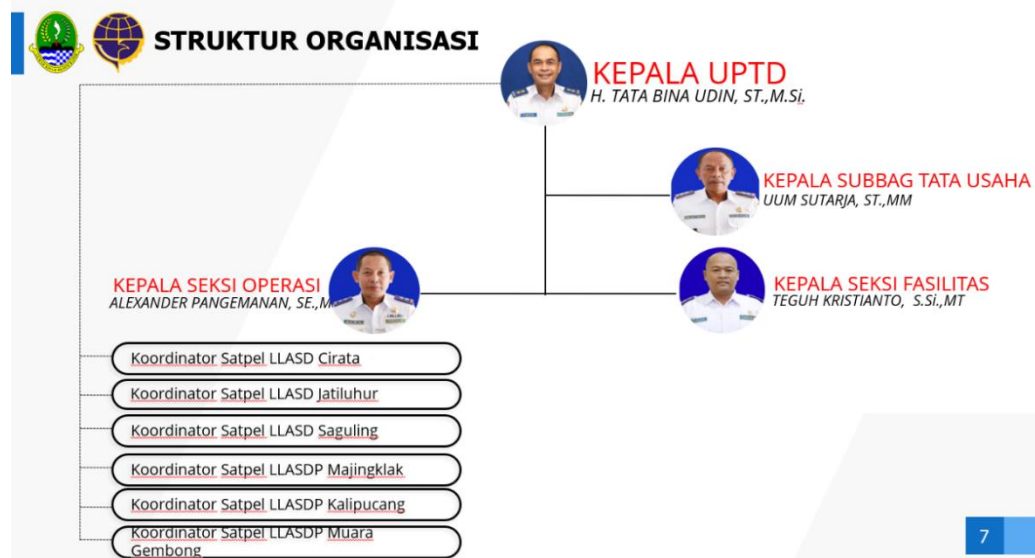 STRUKTUR ORGANISASI
KEPALA UPTD
H. TATA BINA UDIN, ST.,M.Si.
KEPALA SUBBAG TATA USAHA
UUM SUTARJA, ST.,MM
KEPALA SEKSI OPERASI
ALEXANDER PANGEMANAN, SE.,M
KEPALA SEKSI FASILITAS
TEGUH KRISTIANTO, S.Si.,MT
Koordinator Satpel LLASD Cirata
Koordinator Satpel LLASD Jatiluhur
Koordinator Satpel LLASD Saguling
Koordinator Satpel LLASDP Majingklak
Koordinator Satpel LLASDP Kalipucang
Koordinator Satpel LLASDP Muara
Gembong
7